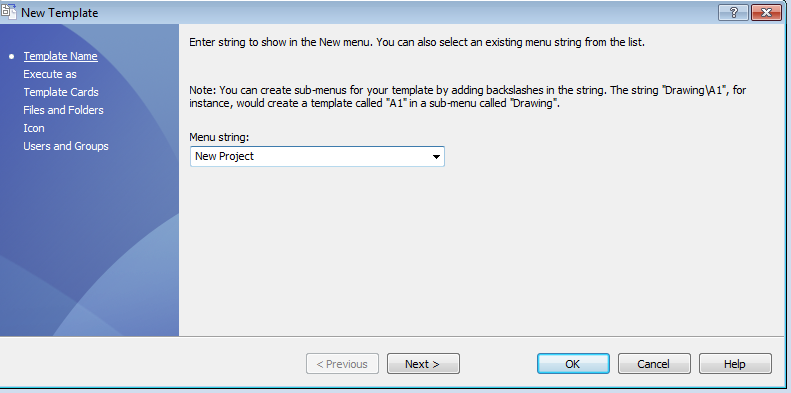 New Template
Template Name
Execute as
Template Cards
Files and Folders
Icon
Users and Groups
Enter string to show in the New menu. You can also select an existing menu string from the list.
Note: You can create sub-menus for your template by adding backslashes in the string. The string "Drawing\A1", for
instance, would create a template called "A1" in a sub-menu called "Drawing".
Menu string:
New Project
< Previous
Next >
OK
Cancel
Help